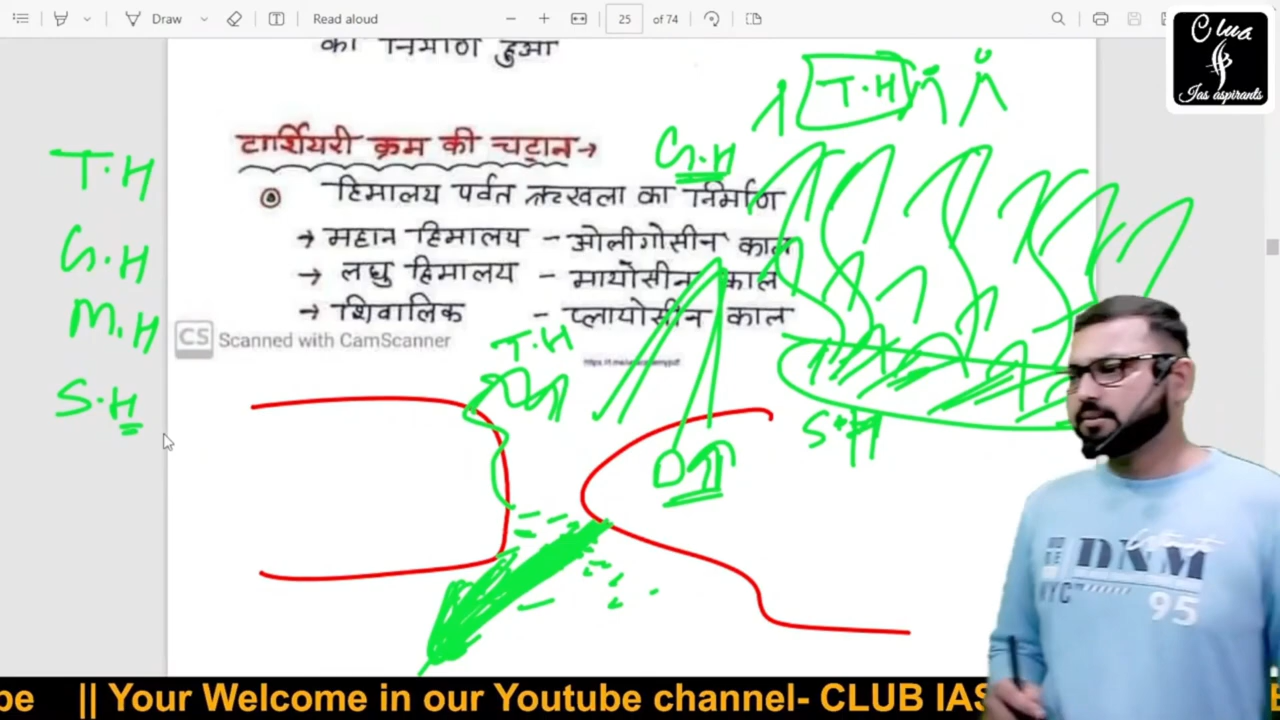 Draw
Read aloud
25 of 74
Club
Ias aspirants
का निर्माण हुआ
टार्शियरी क्रम की चट्टान→
हिमालय पर्वत श्रृंखला का निर्माण
→ महान हिमालय – ओलीगोसीन काल
→ लघु हिमालय – मायोसीन काल
→ शिवालिक – प्लायोसीन काल
CS Scanned with CamScanner
T.H
G.H
M.H
S.H
T.H
G.H
T.H
S.H
DNM
NYC
95
be || Your Welcome in our Youtube channel- CLUB IAS